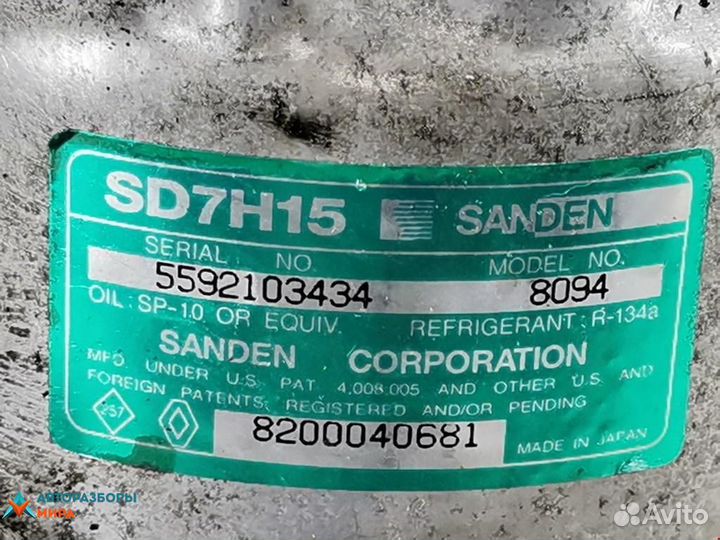 SD7H15 SANDEN
SERIAL NO. MODEL NO.
5592103434 8094
OIL: SP-10 OR EQUIV. REFRIGERANT: R-134a
SANDEN CORPORATION
MFD. UNDER U.S. PAT. 4,008,005 AND OTHER U.S. AND
FOREIGN PATENTS, REGISTERED AND/OR PENDING
257
8200040681
MADE IN JAPAN
АВТОРАЗБОРЫ
МИРА
Avito